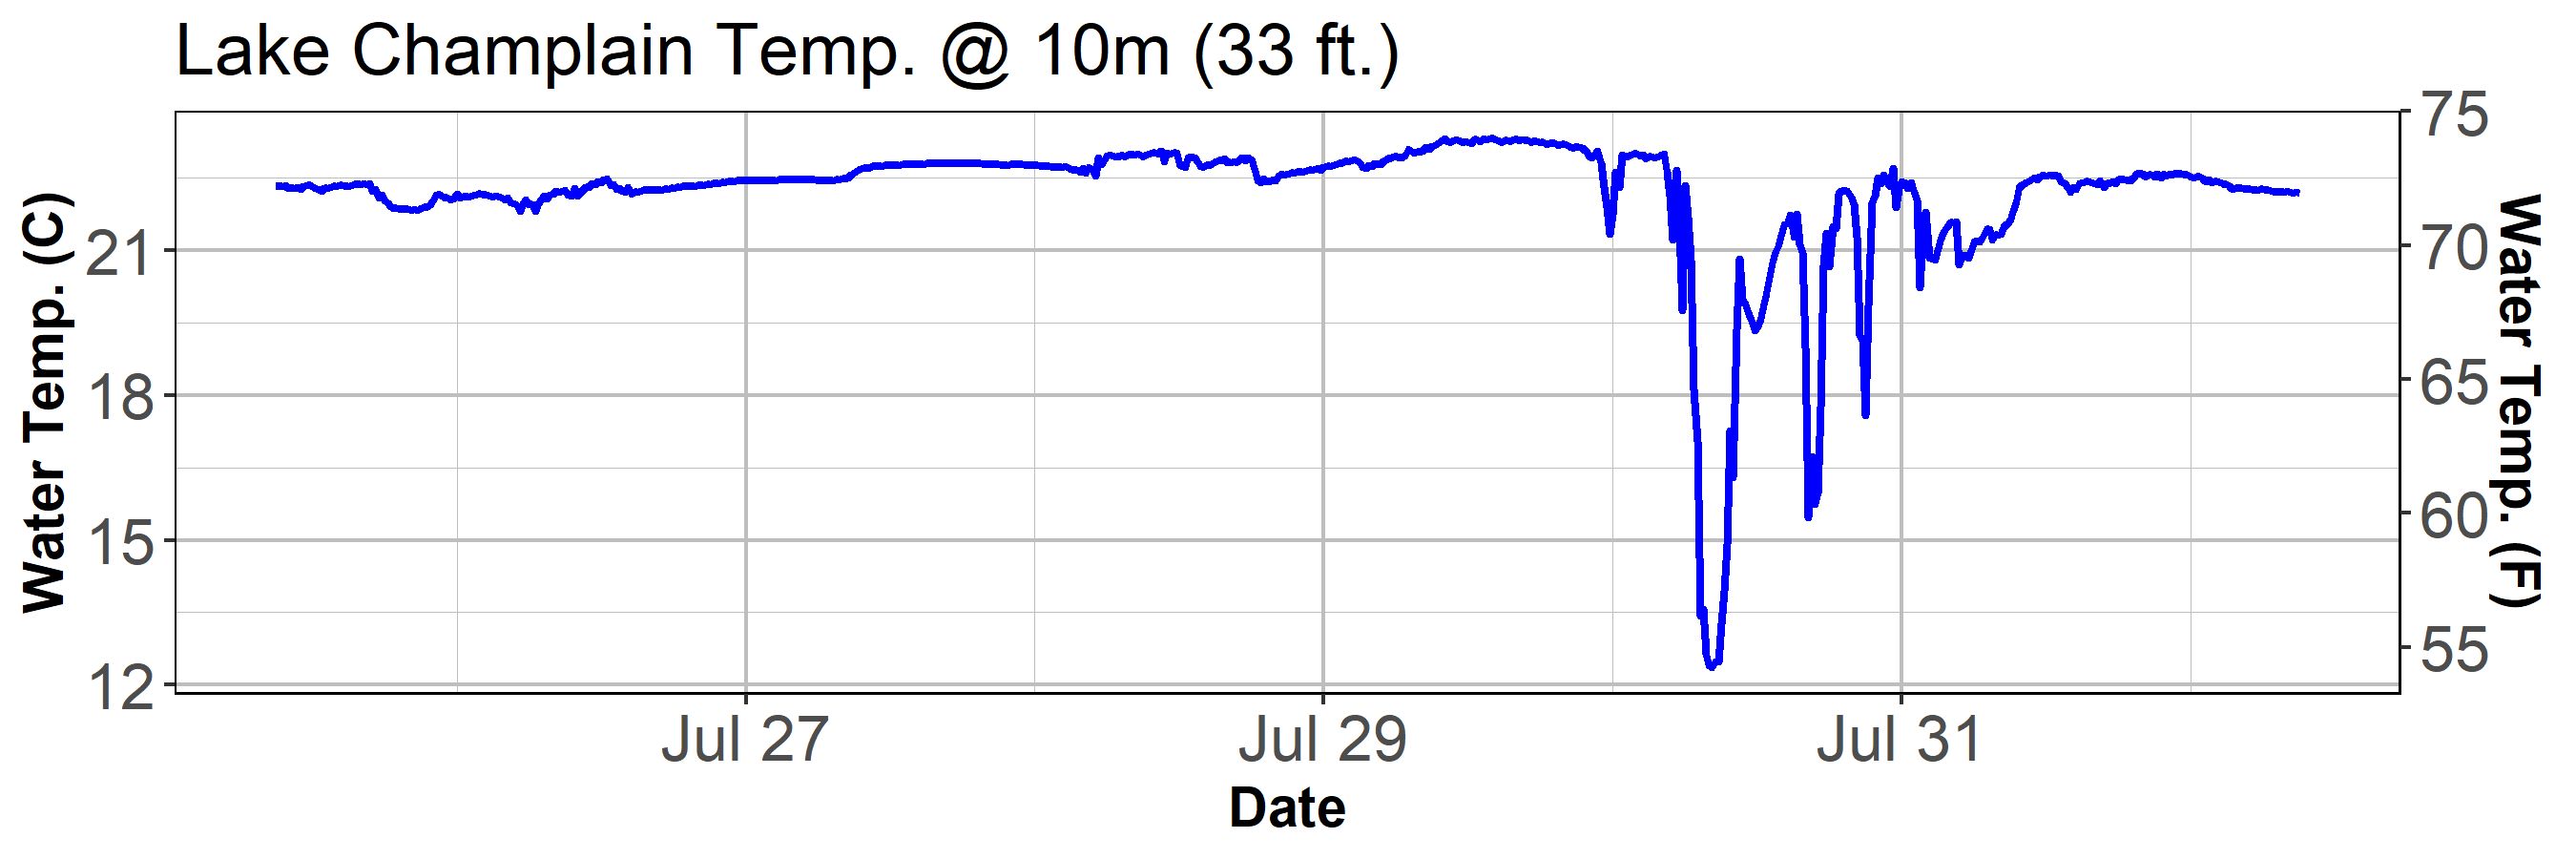 Lake Champlain Temp. @ 10m (33 ft.)
Water Temp. (C)
21
18
15
12
75
70
65
60
55
Water Temp. (F)
Jul 27
Jul 29
Jul 31
Date